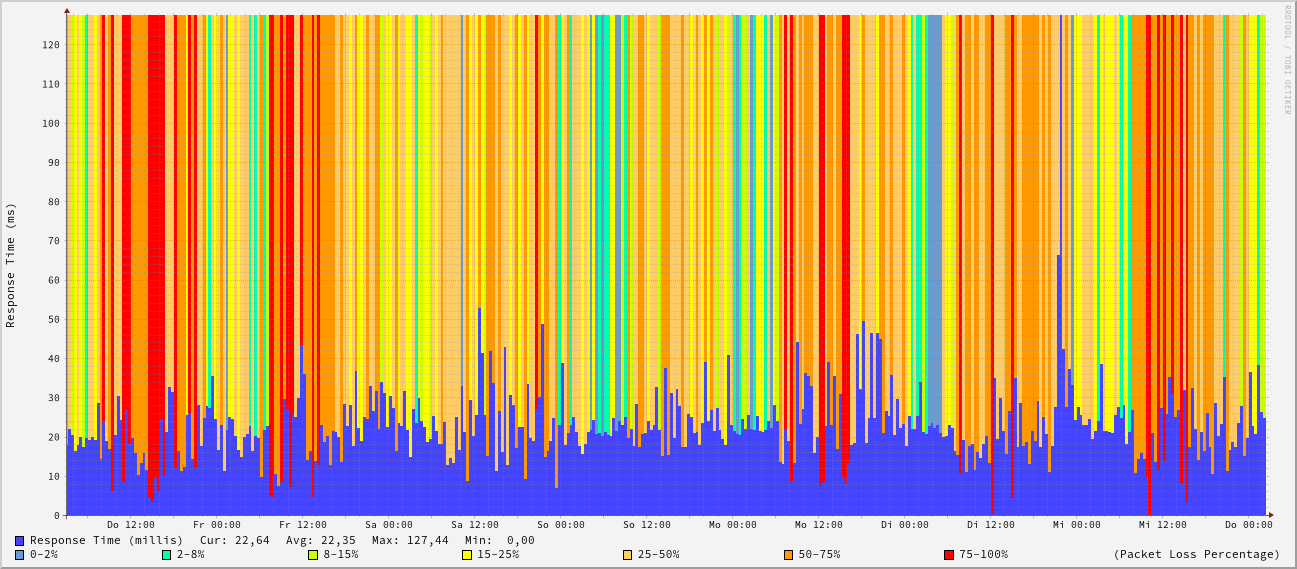 RRDTOOL / TOBI OETIKER
Response Time (ms)
120
110
100
90
80
70
60
50
40
30
20
10
0
Do 12:00 Fr 00:00 Fr 12:00 Sa 00:00 Sa 12:00 So 00:00 So 12:00 Mo 00:00 Mo 12:00 Di 00:00 Di 12:00 Mi 00:00 Mi 12:00 Do 00:00
Response Time (millis) Cur: 22,64 Avg: 22,35 Max: 127,44 Min: 0,00
0-2% 2-8% 8-15% 15-25% 25-50% 50-75% 75-100% (Packet Loss Percentage)